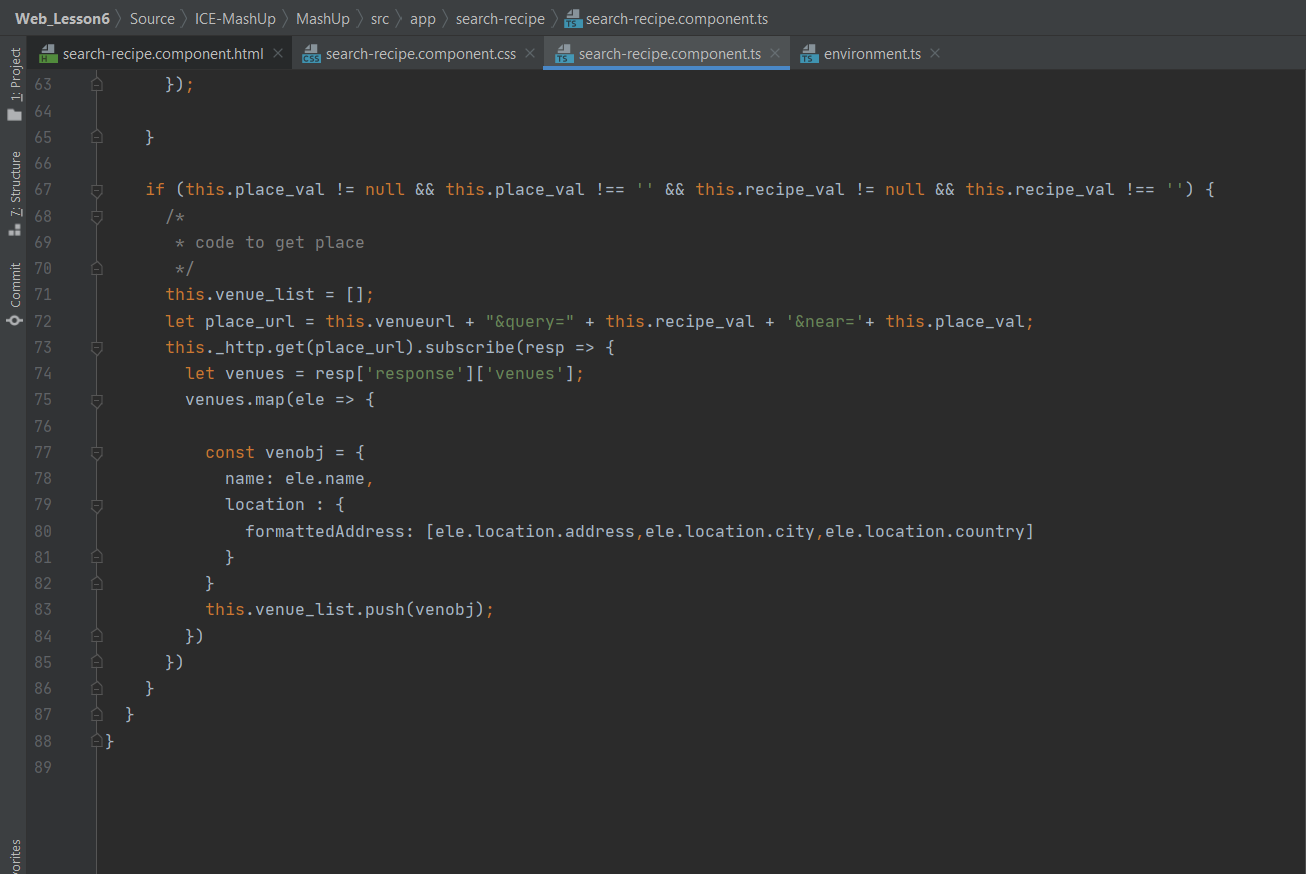 Web_Lesson6 Source ICE-MashUp MashUp src app search-recipe search-recipe.component.ts
search-recipe.component.html search-recipe.component.css search-recipe.component.ts environment.ts
1: Project
7: Structure
Commit
63 });
64
65 }
66
67 if (this.place_val != null && this.place_val !== '' && this.recipe_val != null && this.recipe_val !== '') {
68 /*
69 * code to get place
70 */
71 this.venue_list = [];
72 let place_url = this.venueurl + "&query=" + this.recipe_val + '&near='+ this.place_val;
73 this._http.get(place_url).subscribe(resp => {
74 let venues = resp['response']['venues'];
75 venues.map(ele => {
76
77 const venobj = {
78 name: ele.name,
79 location : {
80 formattedAddress: [ele.location.address,ele.location.city,ele.location.country]
81 }
82 }
83 this.venue_list.push(venobj);
84 })
85 })
86 }
87 }
88 }
89